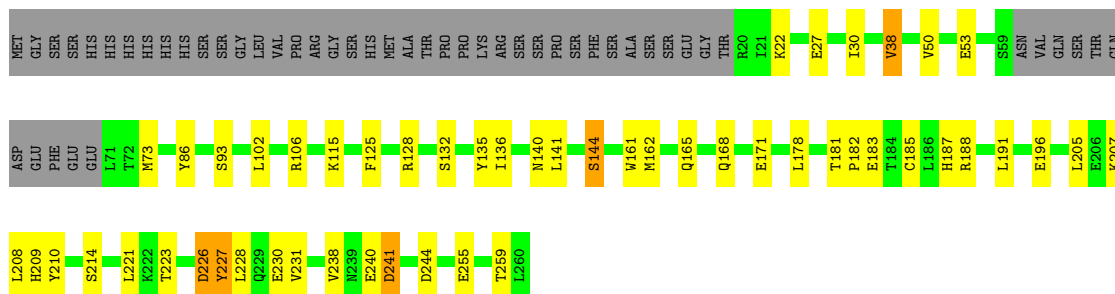 MET GLY SER SER HIS HIS HIS HIS HIS HIS SER SER GLY LEU VAL PRO ARG GLY SER HIS MET ALA THR PRO PRO LYS ARG SER SER PRO SER PHE SER ALA SER SER GLU GLY THR R20 I21 K22 E27 I30 V38 V50 E53 S59 ASN VAL GLN SER THR GLN
ASP GLU PHE GLU GLU L71 T72 M73 Y86 S93 L102 R106 K115 F125 R128 S132 Y135 I136 N140 L141 S144 W161 M162 Q165 Q168 E171 L178 T181 P182 E183 T184 C185 L186 H187 R188 L191 E196 L205 E206 K207
L208 H209 Y210 S214 L221 K222 T223 D226 Y227 L228 Q229 E230 V231 V238 N239 E240 D241 D244 E255 T259 L260